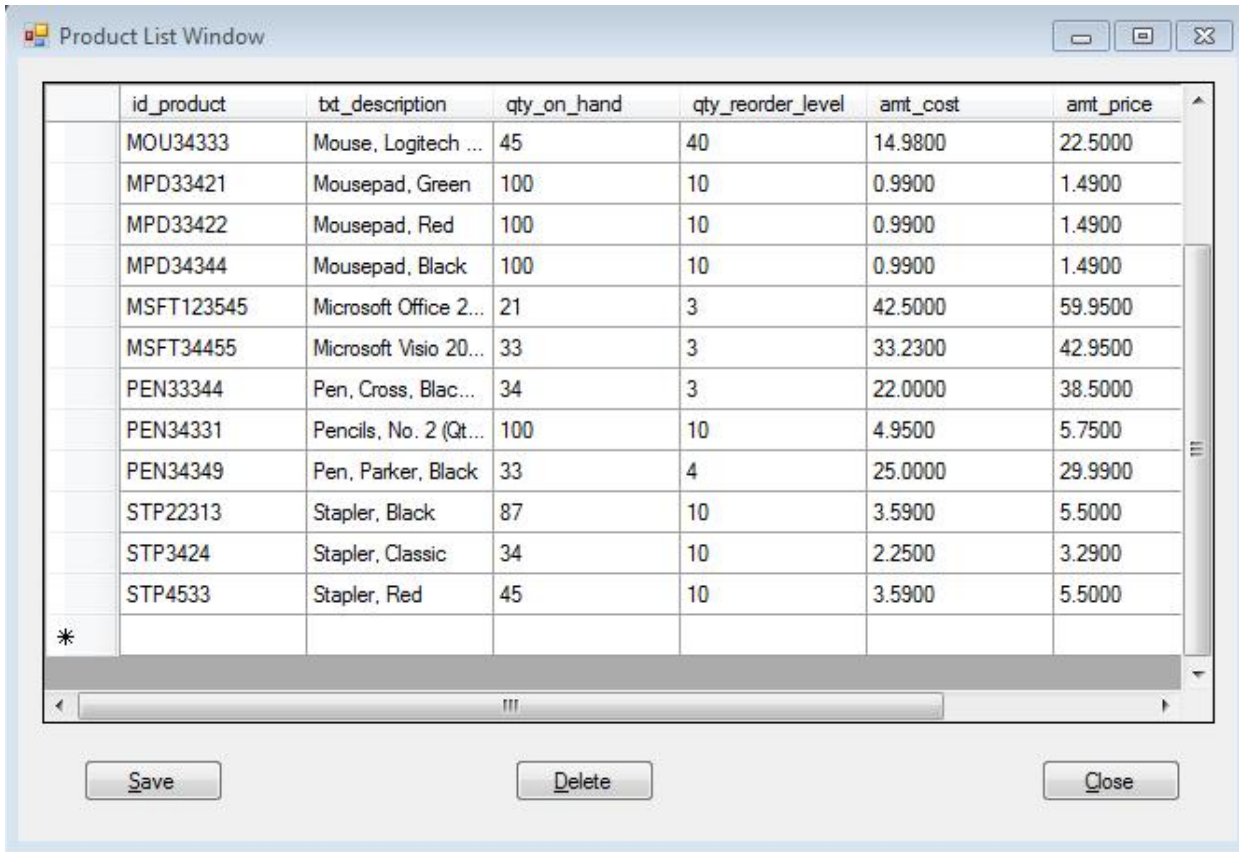 Product List Window
id_product txt_description qty_on_hand qty_reorder_level amt_cost amt_price
MOU34333 Mouse, Logitech ... 45 40 14.9800 22.5000
MPD33421 Mousepad, Green 100 10 0.9900 1.4900
MPD33422 Mousepad, Red 100 10 0.9900 1.4900
MPD34344 Mousepad, Black 100 10 0.9900 1.4900
MSFT123545 Microsoft Office 2... 21 3 42.5000 59.9500
MSFT34455 Microsoft Visio 20... 33 3 33.2300 42.9500
PEN33344 Pen, Cross, Blac... 34 3 22.0000 38.5000
PEN34331 Pencils, No. 2 (Qt... 100 10 4.9500 5.7500
PEN34349 Pen, Parker, Black 33 4 25.0000 29.9900
STP22313 Stapler, Black 87 10 3.5900 5.5000
STP3424 Stapler, Classic 34 10 2.2500 3.2900
STP4533 Stapler, Red 45 10 3.5900 5.5000
*
Save Delete Close